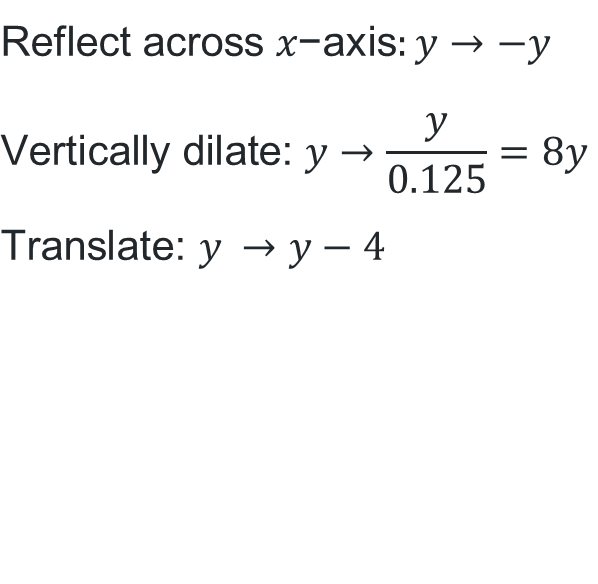 Reflect across x−axis: y → −y
Vertically dilate: y → y/0.125 = 8y
Translate: y → y − 4